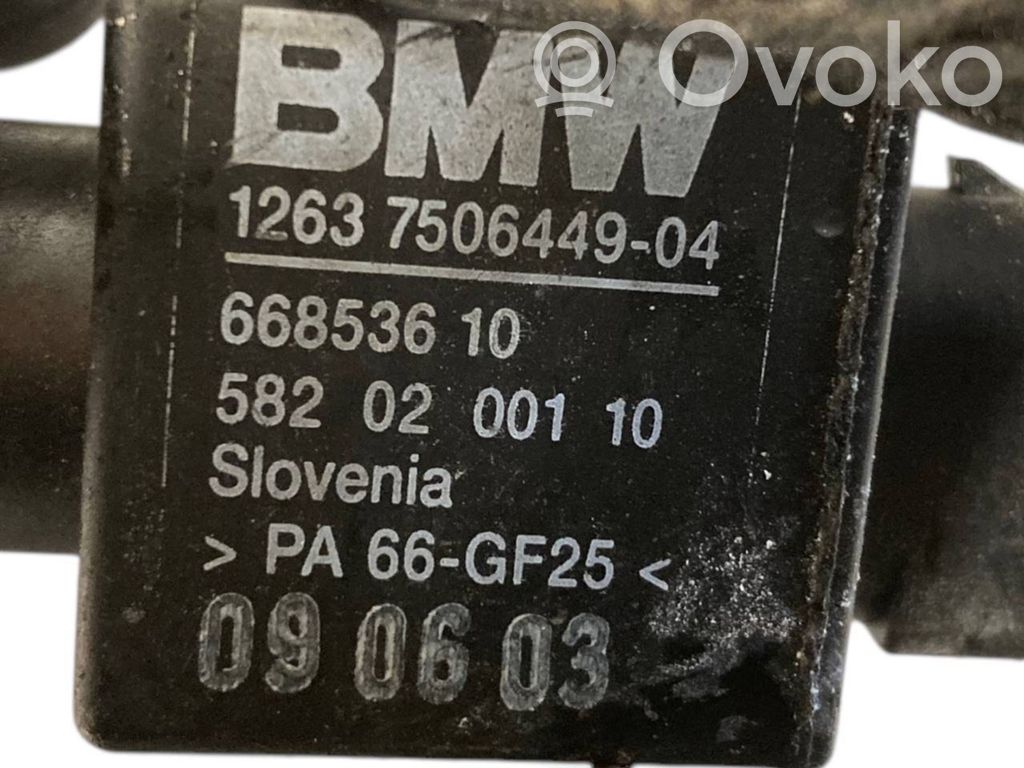 BMW
Ovoko
1263 7506449-04
668536 10
582 02 001 10
Slovenia
> PA 66-GF25 <
09 06 03